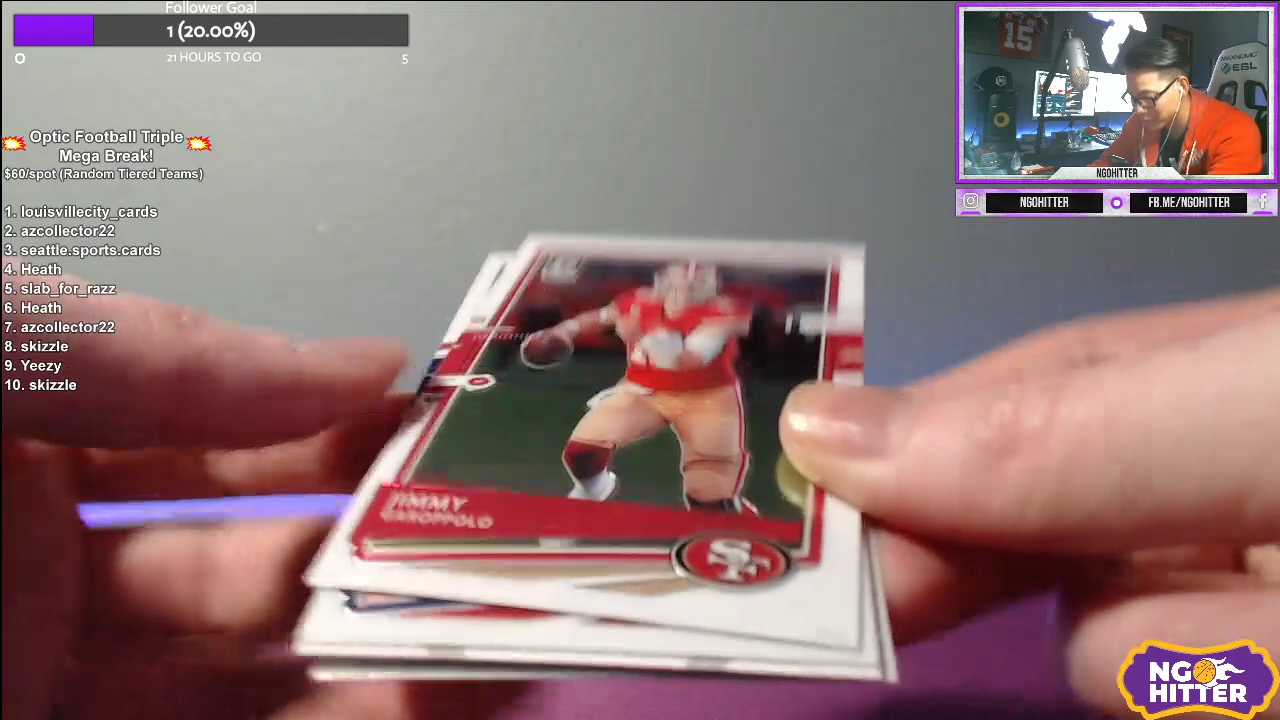 Follower Goal
1 (20.00%)
0
21 HOURS TO GO
5
💥 Optic Football Triple 💥
Mega Break!
$60/spot (Random Tiered Teams)
1. louisvillecity_cards
2. azcollector22
3. seattle.sports.cards
4. Heath
5. slab_for_razz
6. Heath
7. azcollector22
8. skizzle
9. Yeezy
10. skizzle
15
MAXNOMIC
ESL
NGOHITTER
NGOHITTER
FB.ME/NGOHITTER
JIMMY
GAROPPOLO
SF
NGO
HITTER